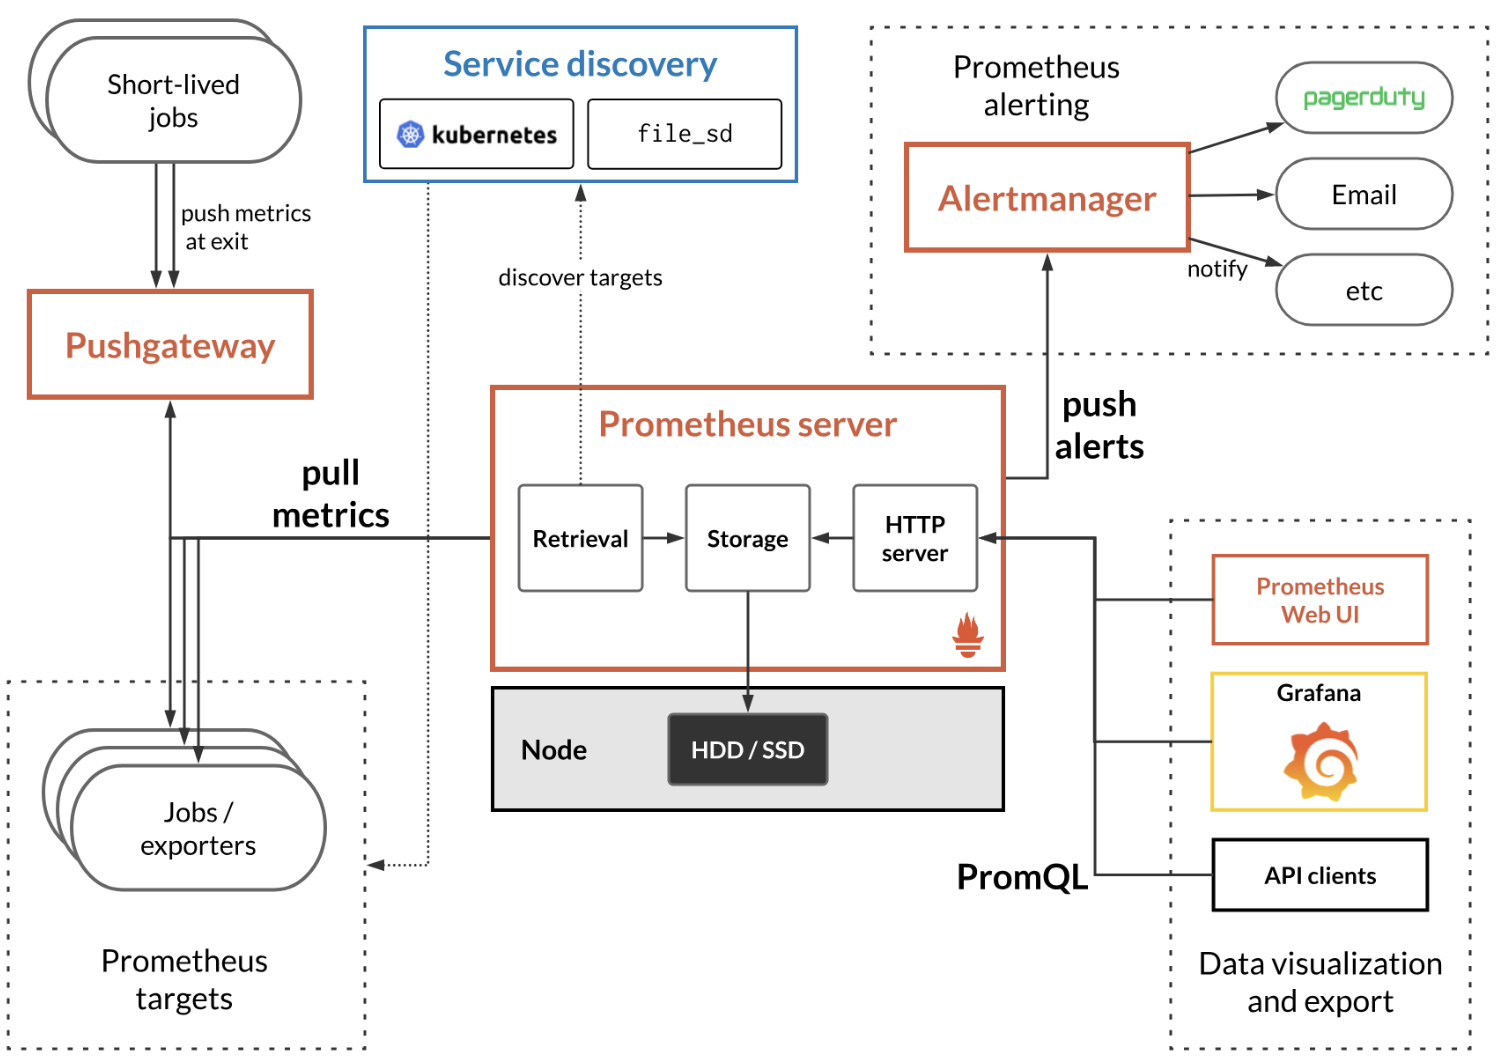 Short-lived
jobs
push metrics
at exit
Pushgateway
Service discovery
kubernetes
file_sd
discover targets
Prometheus
alerting
Alertmanager
pagerduty
Email
notify
etc
push
alerts
pull
metrics
Prometheus server
Retrieval
Storage
HTTP
server
Node
HDD / SSD
Jobs /
exporters
Prometheus
targets
PromQL
Prometheus
Web UI
Grafana
API clients
Data visualization
and export